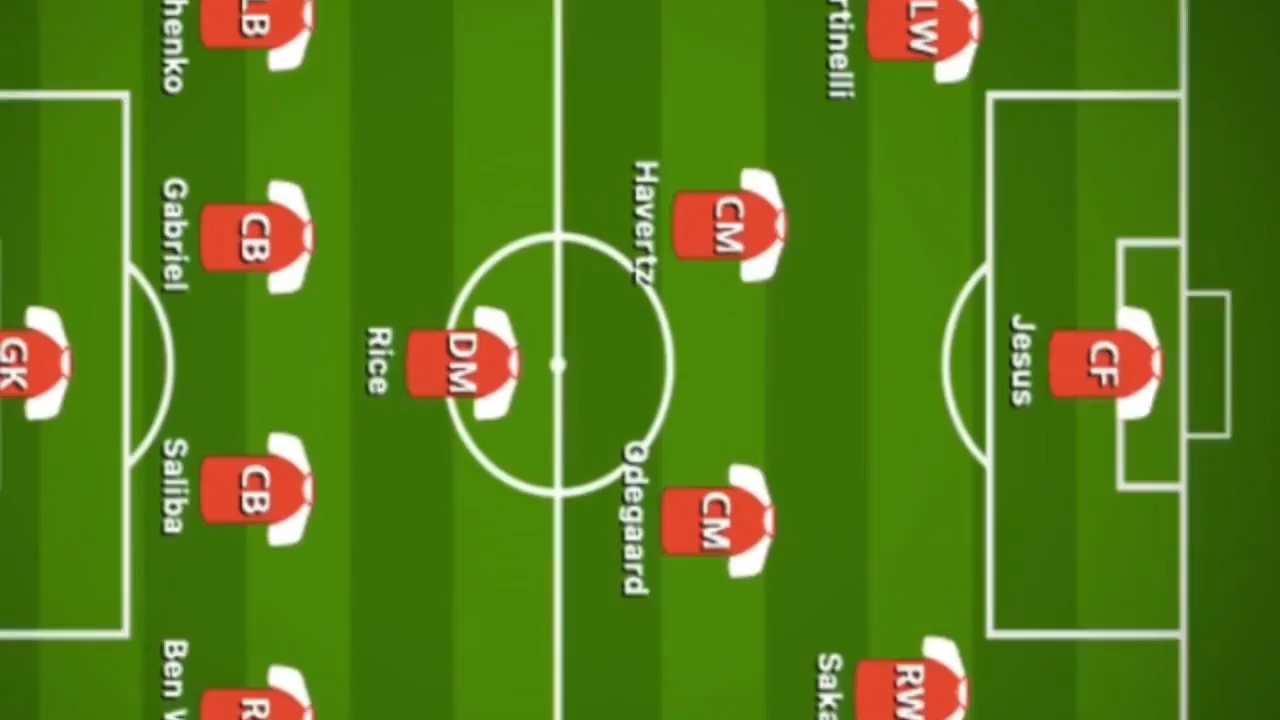 CF
Jesus
LW
rtinelli
RW
Saka
CM
Havertz
CM
Odegaard
DM
Rice
LB
henko
CB
Gabriel
CB
Saliba
R
Ben W
GK